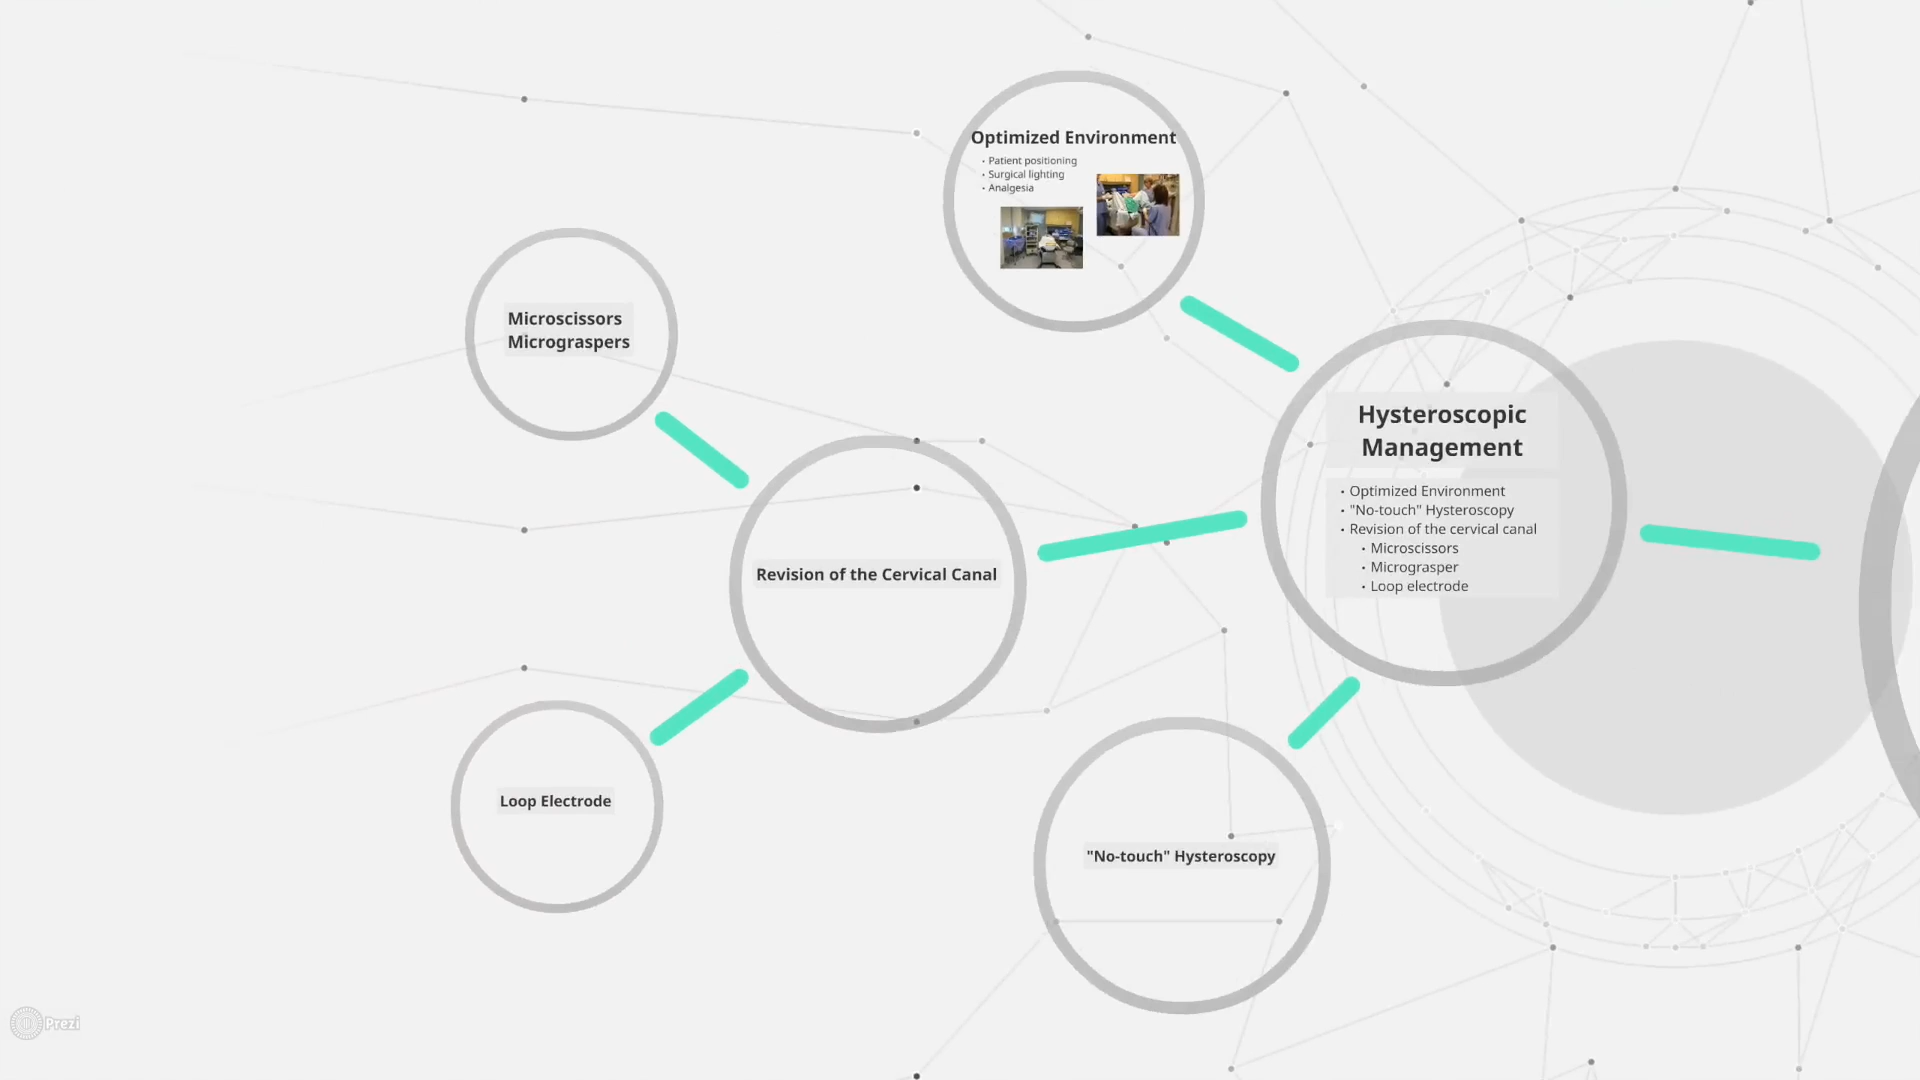 Optimized Environment
• Patient positioning
• Surgical lighting
• Analgesia
Microscissors
Micrograspers
Hysteroscopic
Management
• Optimized Environment
• "No-touch" Hysteroscopy
• Revision of the cervical canal
• Microscissors
• Micrograsper
• Loop electrode
Revision of the Cervical Canal
Loop Electrode
"No-touch" Hysteroscopy
Prezi